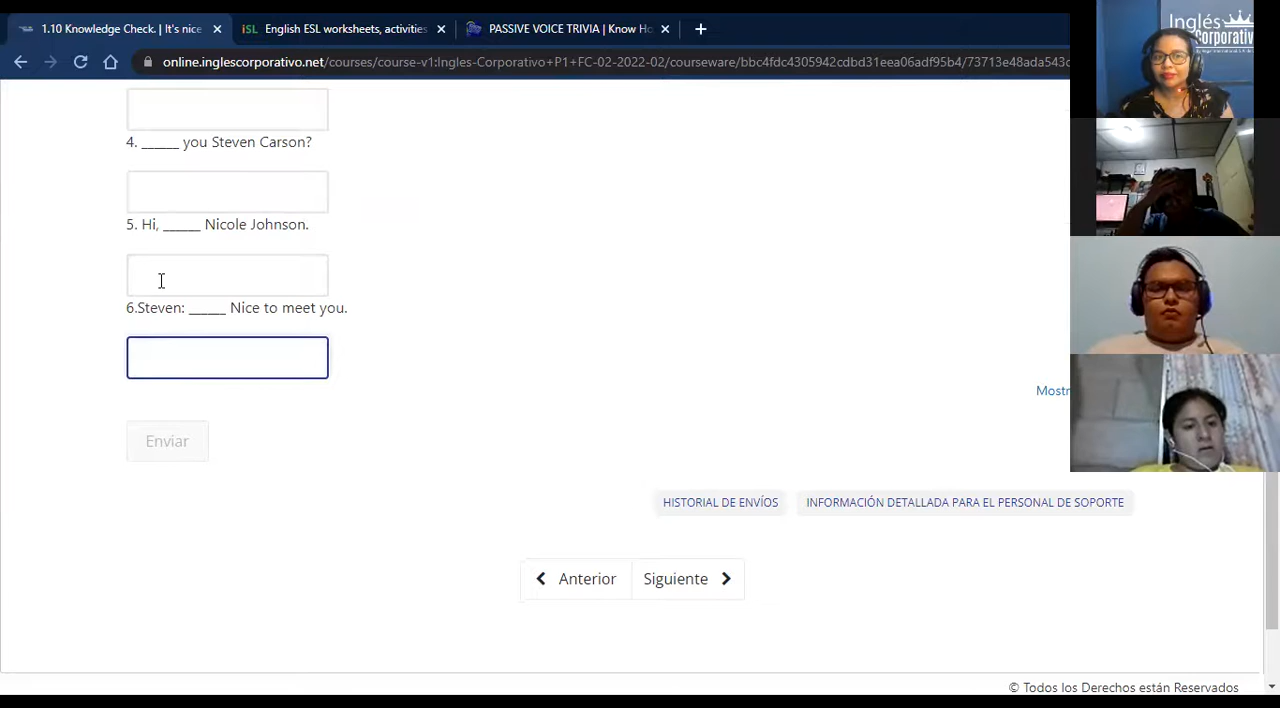 1.10 Knowledge Check. | It's nice
iSL English ESL worksheets, activities
PASSIVE VOICE TRIVIA | Know Ho
online.inglescorporativo.net/courses/course-v1:Ingles-Corporativo+P1+FC-02-2022-02/courseware/bbc4fdc4305942cdbd31eea06adf95b4/73713e48ada543c
Inglés
Corporativo
4. ______ you Steven Carson?
5. Hi, ______ Nicole Johnson.
6.Steven: ______ Nice to meet you.
Mostr
Enviar
HISTORIAL DE ENVÍOS
INFORMACIÓN DETALLADA PARA EL PERSONAL DE SOPORTE
Anterior
Siguiente
© Todos los Derechos están Reservados